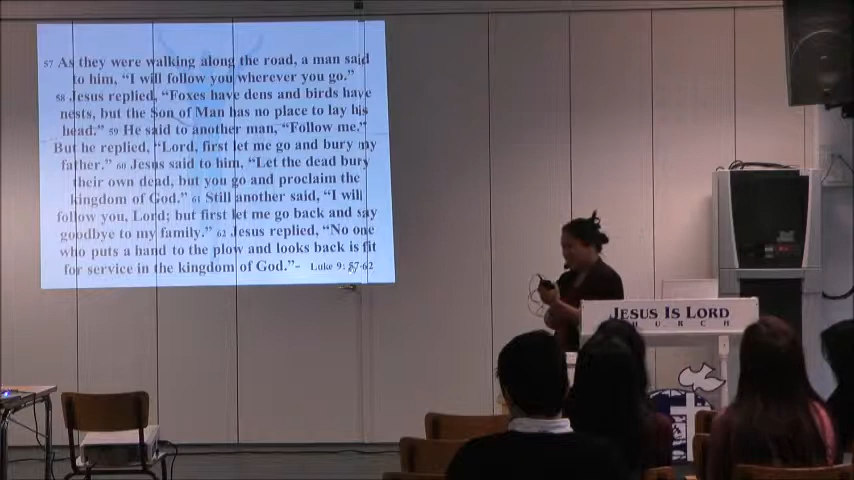 57 As they were walking along the road, a man said
to him, “I will follow you wherever you go.”
58 Jesus replied, “Foxes have dens and birds have
nests, but the Son of Man has no place to lay his
head.” 59 He said to another man, “Follow me.”
But he replied, “Lord, first let me go and bury my
father.” 60 Jesus said to him, “Let the dead bury
their own dead, but you go and proclaim the
kingdom of God.” 61 Still another said, “I will
follow you, Lord; but first let me go back and say
goodbye to my family.” 62 Jesus replied, “No one
who puts a hand to the plow and looks back is fit
for service in the kingdom of God.”- Luke 9: 57-62
JESUS IS LORD
CHURCH